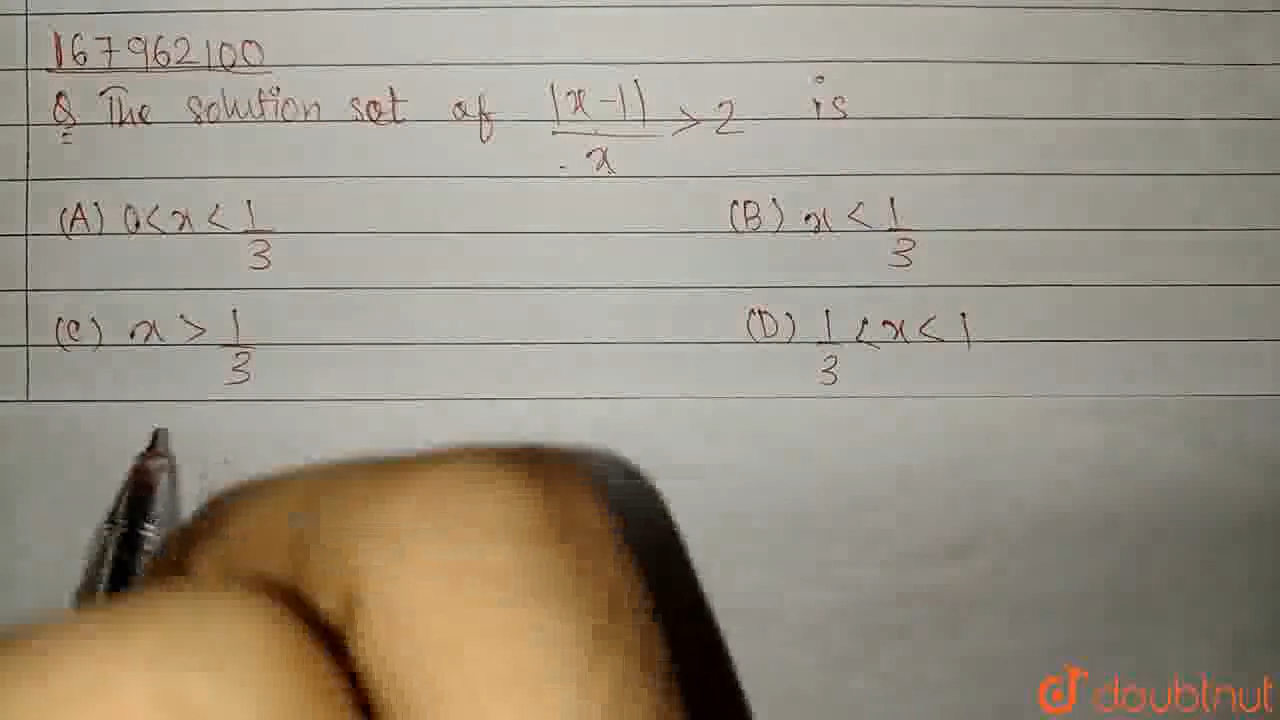 167962100
Q The solution set of |x-1|/x > 2 is
(A) 0<x<1/3 (B) x<1/3
(C) x>1/3 (D) 1/3<x<1
doubtnut